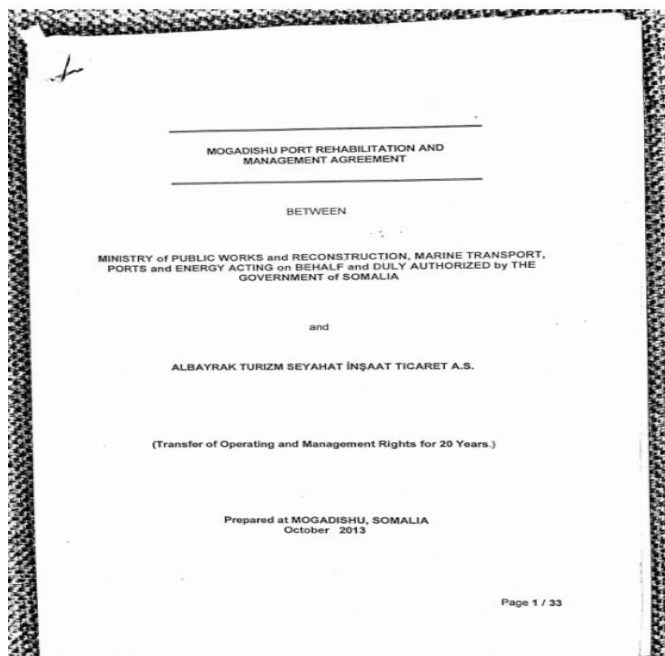 MOGADISHU PORT REHABILITATION AND
MANAGEMENT AGREEMENT
BETWEEN
MINISTRY of PUBLIC WORKS and RECONSTRUCTION, MARINE TRANSPORT,
PORTS and ENERGY ACTING on BEHALF and DULY AUTHORIZED by THE
GOVERNMENT of SOMALIA
and
ALBAYRAK TURIZM SEYAHAT İNŞAAT TICARET A.S.
(Transfer of Operating and Management Rights for 20 Years.)
Prepared at MOGADISHU, SOMALIA
October 2013
Page 1 / 33